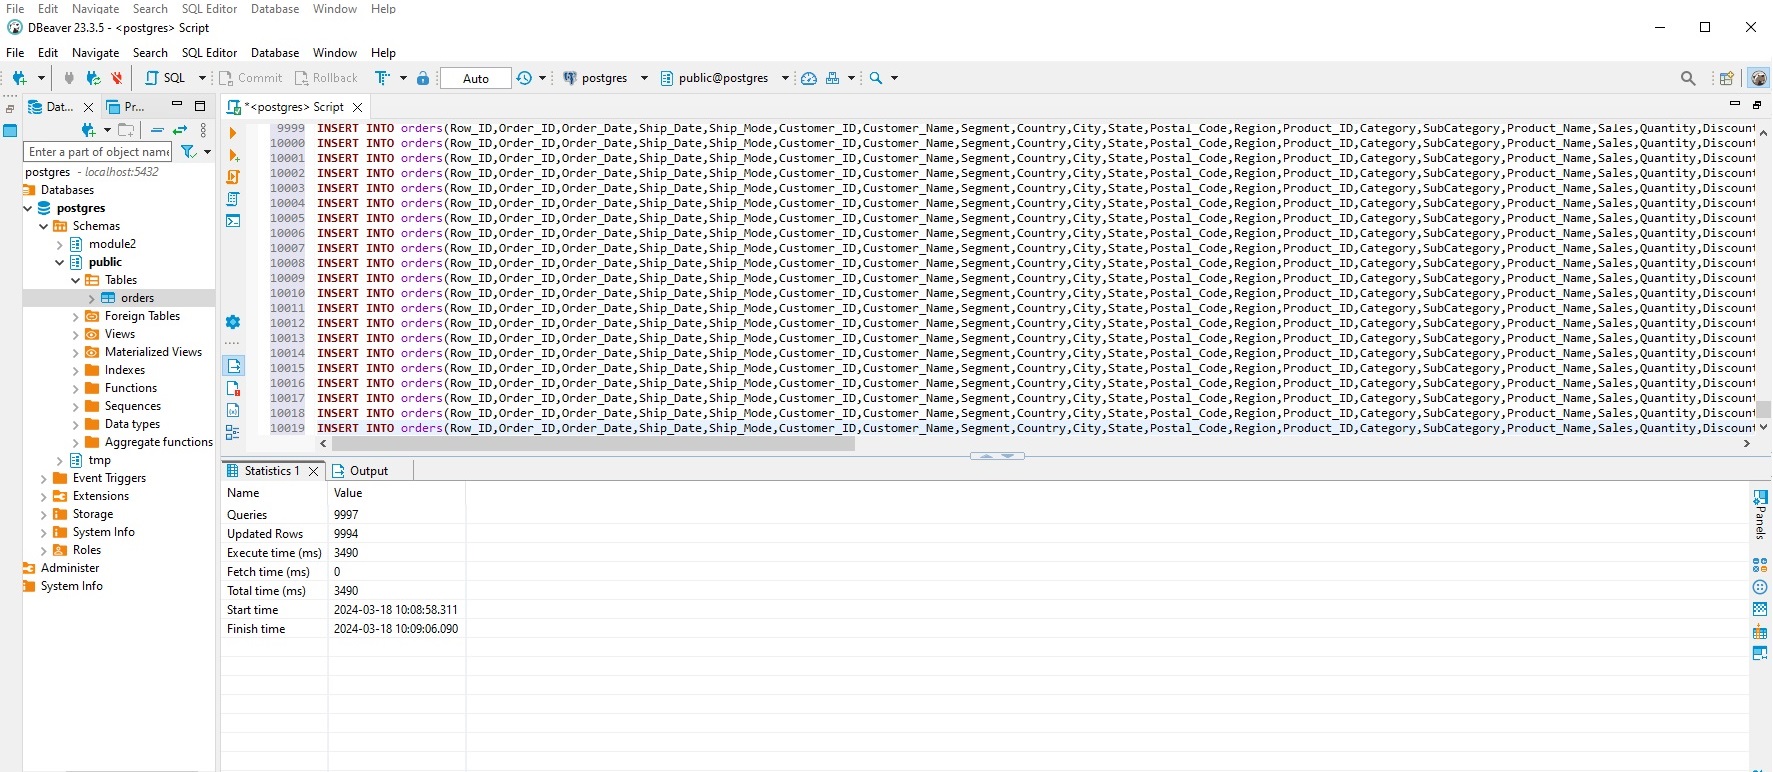 File Edit Navigate Search SQL Editor Database Window Help
DBeaver 23.3.5 - <postgres> Script
File Edit Navigate Search SQL Editor Database Window Help
SQL Commit Rollback Auto postgres public@postgres
Dat... Pr... *<postgres> Script
Enter a part of object name
postgres - localhost:5432
Databases
postgres
Schemas
module2
public
Tables
orders
Foreign Tables
Views
Materialized Views
Indexes
Functions
Sequences
Data types
Aggregate functions
tmp
Event Triggers
Extensions
Storage
System Info
Roles
Administer
System Info
9999 INSERT INTO orders(Row_ID,Order_ID,Order_Date,Ship_Date,Ship_Mode,Customer_ID,Customer_Name,Segment,Country,City,State,Postal_Code,Region,Product_ID,Category,SubCategory,Product_Name,Sales,Quantity,Discount
10000 INSERT INTO orders(Row_ID,Order_ID,Order_Date,Ship_Date,Ship_Mode,Customer_ID,Customer_Name,Segment,Country,City,State,Postal_Code,Region,Product_ID,Category,SubCategory,Product_Name,Sales,Quantity,Discount
10001 INSERT INTO orders(Row_ID,Order_ID,Order_Date,Ship_Date,Ship_Mode,Customer_ID,Customer_Name,Segment,Country,City,State,Postal_Code,Region,Product_ID,Category,SubCategory,Product_Name,Sales,Quantity,Discount
10002 INSERT INTO orders(Row_ID,Order_ID,Order_Date,Ship_Date,Ship_Mode,Customer_ID,Customer_Name,Segment,Country,City,State,Postal_Code,Region,Product_ID,Category,SubCategory,Product_Name,Sales,Quantity,Discount
10003 INSERT INTO orders(Row_ID,Order_ID,Order_Date,Ship_Date,Ship_Mode,Customer_ID,Customer_Name,Segment,Country,City,State,Postal_Code,Region,Product_ID,Category,SubCategory,Product_Name,Sales,Quantity,Discount
10004 INSERT INTO orders(Row_ID,Order_ID,Order_Date,Ship_Date,Ship_Mode,Customer_ID,Customer_Name,Segment,Country,City,State,Postal_Code,Region,Product_ID,Category,SubCategory,Product_Name,Sales,Quantity,Discount
10005 INSERT INTO orders(Row_ID,Order_ID,Order_Date,Ship_Date,Ship_Mode,Customer_ID,Customer_Name,Segment,Country,City,State,Postal_Code,Region,Product_ID,Category,SubCategory,Product_Name,Sales,Quantity,Discount
10006 INSERT INTO orders(Row_ID,Order_ID,Order_Date,Ship_Date,Ship_Mode,Customer_ID,Customer_Name,Segment,Country,City,State,Postal_Code,Region,Product_ID,Category,SubCategory,Product_Name,Sales,Quantity,Discount
10007 INSERT INTO orders(Row_ID,Order_ID,Order_Date,Ship_Date,Ship_Mode,Customer_ID,Customer_Name,Segment,Country,City,State,Postal_Code,Region,Product_ID,Category,SubCategory,Product_Name,Sales,Quantity,Discount
10008 INSERT INTO orders(Row_ID,Order_ID,Order_Date,Ship_Date,Ship_Mode,Customer_ID,Customer_Name,Segment,Country,City,State,Postal_Code,Region,Product_ID,Category,SubCategory,Product_Name,Sales,Quantity,Discount
10009 INSERT INTO orders(Row_ID,Order_ID,Order_Date,Ship_Date,Ship_Mode,Customer_ID,Customer_Name,Segment,Country,City,State,Postal_Code,Region,Product_ID,Category,SubCategory,Product_Name,Sales,Quantity,Discount
10010 INSERT INTO orders(Row_ID,Order_ID,Order_Date,Ship_Date,Ship_Mode,Customer_ID,Customer_Name,Segment,Country,City,State,Postal_Code,Region,Product_ID,Category,SubCategory,Product_Name,Sales,Quantity,Discount
10011 INSERT INTO orders(Row_ID,Order_ID,Order_Date,Ship_Date,Ship_Mode,Customer_ID,Customer_Name,Segment,Country,City,State,Postal_Code,Region,Product_ID,Category,SubCategory,Product_Name,Sales,Quantity,Discount
10012 INSERT INTO orders(Row_ID,Order_ID,Order_Date,Ship_Date,Ship_Mode,Customer_ID,Customer_Name,Segment,Country,City,State,Postal_Code,Region,Product_ID,Category,SubCategory,Product_Name,Sales,Quantity,Discount
10013 INSERT INTO orders(Row_ID,Order_ID,Order_Date,Ship_Date,Ship_Mode,Customer_ID,Customer_Name,Segment,Country,City,State,Postal_Code,Region,Product_ID,Category,SubCategory,Product_Name,Sales,Quantity,Discount
10014 INSERT INTO orders(Row_ID,Order_ID,Order_Date,Ship_Date,Ship_Mode,Customer_ID,Customer_Name,Segment,Country,City,State,Postal_Code,Region,Product_ID,Category,SubCategory,Product_Name,Sales,Quantity,Discount
10015 INSERT INTO orders(Row_ID,Order_ID,Order_Date,Ship_Date,Ship_Mode,Customer_ID,Customer_Name,Segment,Country,City,State,Postal_Code,Region,Product_ID,Category,SubCategory,Product_Name,Sales,Quantity,Discount
10016 INSERT INTO orders(Row_ID,Order_ID,Order_Date,Ship_Date,Ship_Mode,Customer_ID,Customer_Name,Segment,Country,City,State,Postal_Code,Region,Product_ID,Category,SubCategory,Product_Name,Sales,Quantity,Discount
10017 INSERT INTO orders(Row_ID,Order_ID,Order_Date,Ship_Date,Ship_Mode,Customer_ID,Customer_Name,Segment,Country,City,State,Postal_Code,Region,Product_ID,Category,SubCategory,Product_Name,Sales,Quantity,Discount
10018 INSERT INTO orders(Row_ID,Order_ID,Order_Date,Ship_Date,Ship_Mode,Customer_ID,Customer_Name,Segment,Country,City,State,Postal_Code,Region,Product_ID,Category,SubCategory,Product_Name,Sales,Quantity,Discount
10019 INSERT INTO orders(Row_ID,Order_ID,Order_Date,Ship_Date,Ship_Mode,Customer_ID,Customer_Name,Segment,Country,City,State,Postal_Code,Region,Product_ID,Category,SubCategory,Product_Name,Sales,Quantity,Discount
Statistics 1 Output
Name Value
Queries 9997
Updated Rows 9994
Execute time (ms) 3490
Fetch time (ms) 0
Total time (ms) 3490
Start time 2024-03-18 10:08:58.311
Finish time 2024-03-18 10:09:06.090
Panels